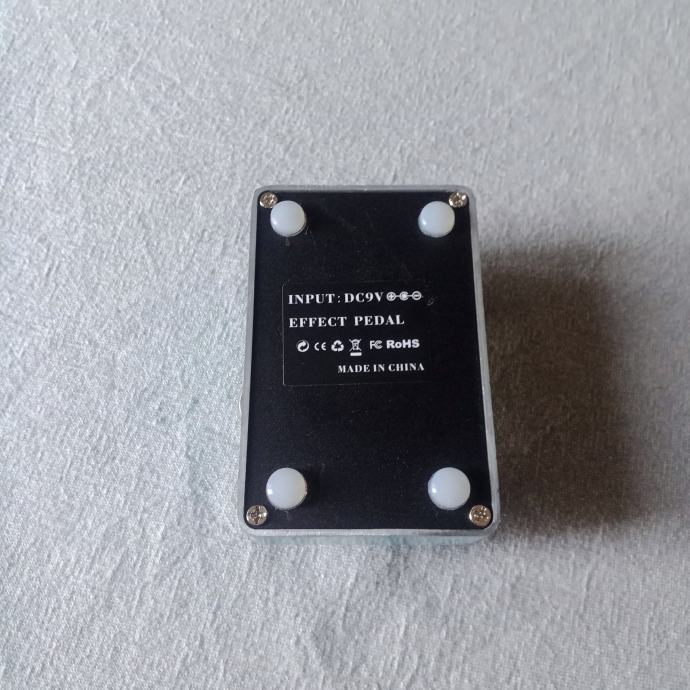 INPUT: DC9V
EFFECT PEDAL
CE FC RoHS
MADE IN CHINA